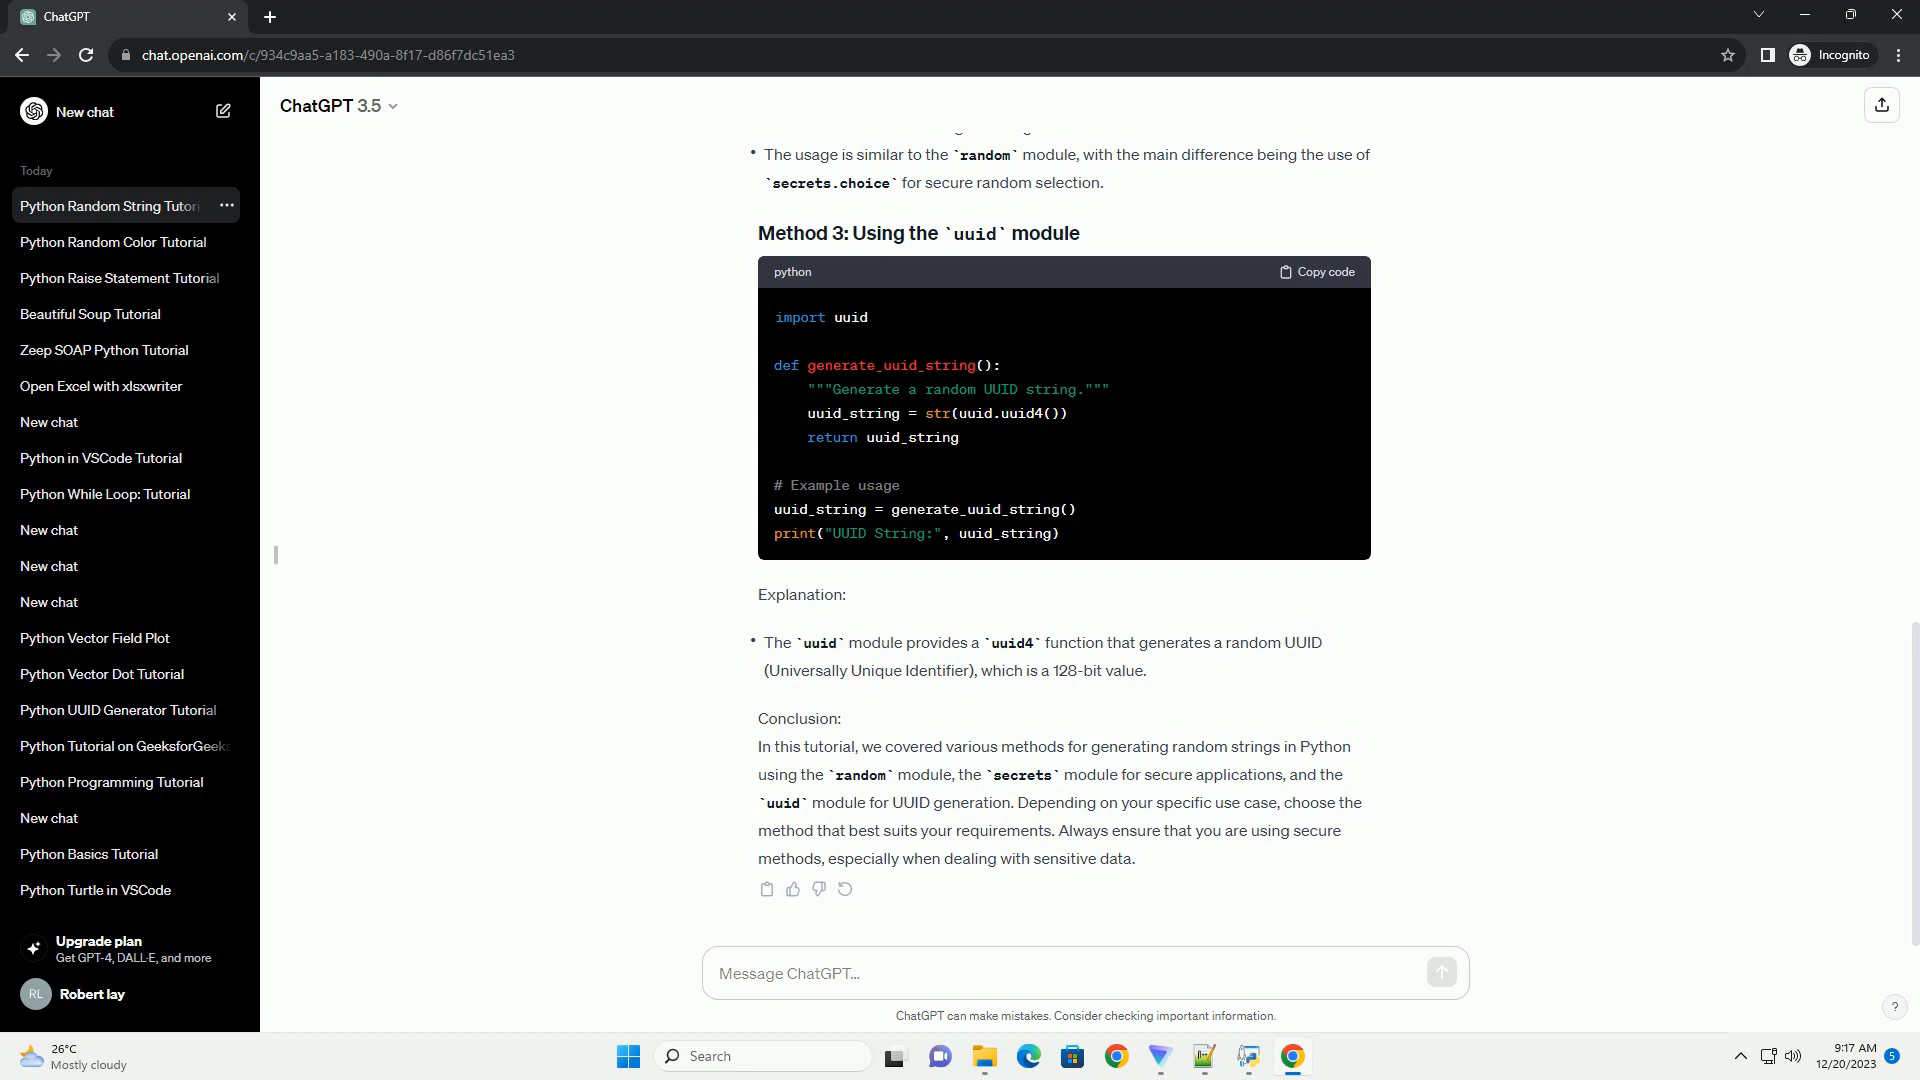 ChatGPT
chat.openai.com/c/934c9aa5-a183-490a-8f17-d86f7dc51ea3
Incognito
New chat
Today
Python Random String Tutori
Python Random Color Tutorial
Python Raise Statement Tutorial
Beautiful Soup Tutorial
Zeep SOAP Python Tutorial
Open Excel with xlsxwriter
New chat
Python in VSCode Tutorial
Python While Loop: Tutorial
New chat
New chat
New chat
Python Vector Field Plot
Python Vector Dot Tutorial
Python UUID Generator Tutorial
Python Tutorial on GeeksforGeek
Python Programming Tutorial
New chat
Python Basics Tutorial
Python Turtle in VSCode
Upgrade plan
Get GPT-4, DALL·E, and more
RL
Robert lay
ChatGPT 3.5
• The usage is similar to the `random` module, with the main difference being the use of
`secrets.choice` for secure random selection.
Method 3: Using the `uuid` module
python
Copy code
import uuid
def generate_uuid_string():
"""Generate a random UUID string."""
uuid_string = str(uuid.uuid4())
return uuid_string
# Example usage
uuid_string = generate_uuid_string()
print("UUID String:", uuid_string)
Explanation:
• The `uuid` module provides a `uuid4` function that generates a random UUID
(Universally Unique Identifier), which is a 128-bit value.
Conclusion:
In this tutorial, we covered various methods for generating random strings in Python
using the `random` module, the `secrets` module for secure applications, and the
`uuid` module for UUID generation. Depending on your specific use case, choose the
method that best suits your requirements. Always ensure that you are using secure
methods, especially when dealing with sensitive data.
Message ChatGPT...
ChatGPT can make mistakes. Consider checking important information.
?
26°C
Mostly cloudy
Search
9:17 AM
12/20/2023
5